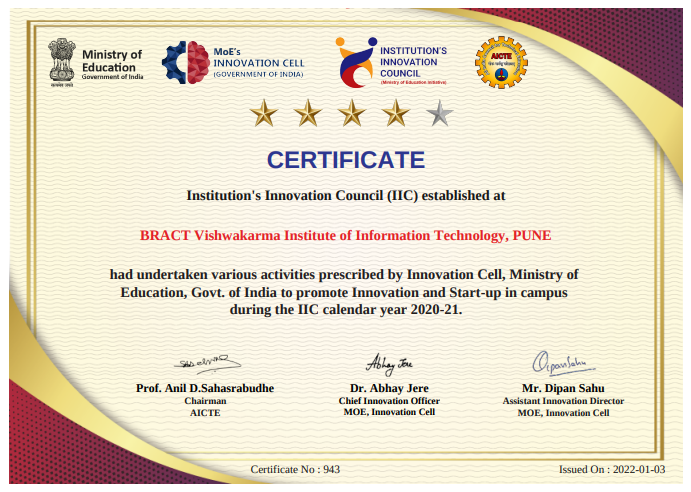 Ministry of
Education
Government of India
सत्यमेव जयते
MoE's
INNOVATION CELL
(GOVERNMENT OF INDIA)
INSTITUTION'S
INNOVATION
COUNCIL
(Ministry of Education Initiative)
AICTE
CERTIFICATE
Institution's Innovation Council (IIC) established at
BRACT Vishwakarma Institute of Information Technology, PUNE
had undertaken various activities prescribed by Innovation Cell, Ministry of
Education, Govt. of India to promote Innovation and Start-up in campus
during the IIC calendar year 2020-21.
Abhay Jere
Dipansahu
Prof. Anil D.Sahasrabudhe
Dr. Abhay Jere
Mr. Dipan Sahu
Chairman
Chief Innovation Officer
Assistant Innovation Director
AICTE
MOE, Innovation Cell
MOE, Innovation Cell
Certificate No : 943
Issued On : 2022-01-03